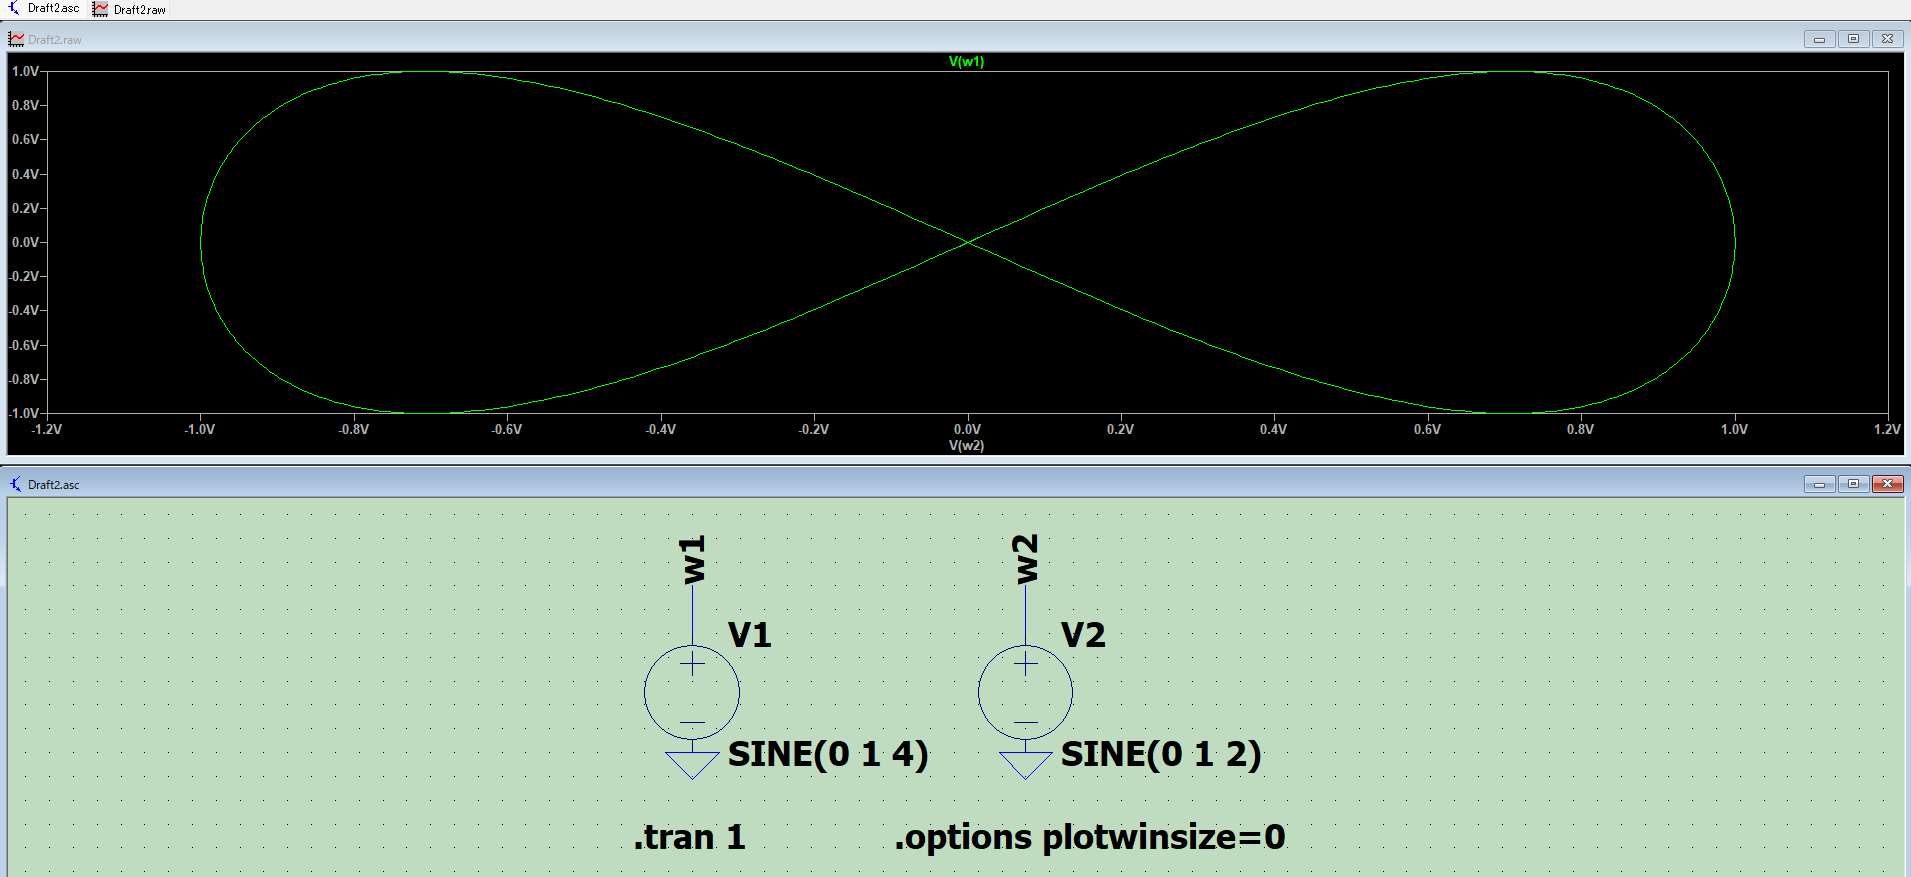 Draft2.asc Draft2.raw
Draft2.raw
V(w1)
1.0V
0.8V
0.6V
0.4V
0.2V
0.0V
-0.2V
-0.4V
-0.6V
-0.8V
-1.0V
-1.2V -1.0V -0.8V -0.6V -0.4V -0.2V 0.0V 0.2V 0.4V 0.6V 0.8V 1.0V 1.2V
V(w2)
Draft2.asc
w1 w2
V1 V2
SINE(0 1 4) SINE(0 1 2)
.tran 1 .options plotwinsize=0